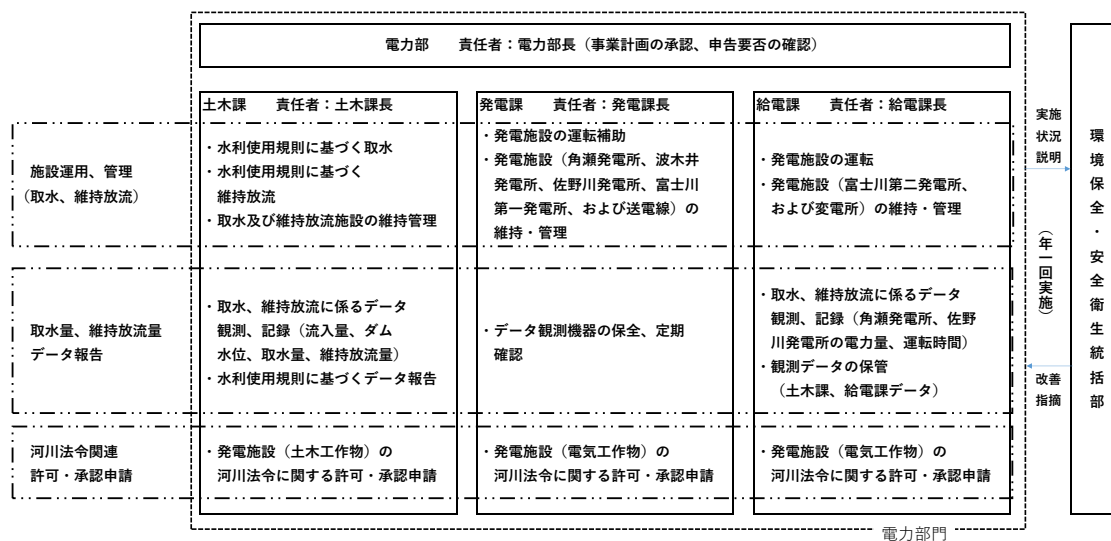 電力部　　責任者：電力部長（事業計画の承認、申告要否の確認）
土木課　　責任者：土木課長
発電課　　責任者：発電課長
給電課　　責任者：給電課長
施設運用、管理
（取水、維持放流）
・水利使用規則に基づく取水
・水利使用規則に基づく
維持放流
・取水及び維持放流施設の維持管理
・発電施設の運転補助
・発電施設（角瀬発電所、波木井
発電所、佐野川発電所、富士川
第一発電所、および送電線）の
維持・管理
・発電施設の運転
・発電施設（富士川第二発電所、
および変電所）の維持・管理
取水量、維持放流量
データ報告
・取水、維持放流に係るデータ
観測、記録（流入量、ダム
水位、取水量、維持放流量）
・水利使用規則に基づくデータ報告
・データ観測機器の保全、定期
確認
・取水、維持放流に係るデータ
観測、記録（角瀬発電所、佐野
川発電所の電力量、運転時間）
・観測データの保管
（土木課、給電課データ）
河川法令関連
許可・承認申請
・発電施設（土木工作物）の
河川法令に関する許可・承認申請
・発電施設（電気工作物）の
河川法令に関する許可・承認申請
・発電施設（電気工作物）の
河川法令に関する許可・承認申請
電力部門
実施
状況
説明
（年一回実施）
改善
指摘
環境保全・安全衛生統括部